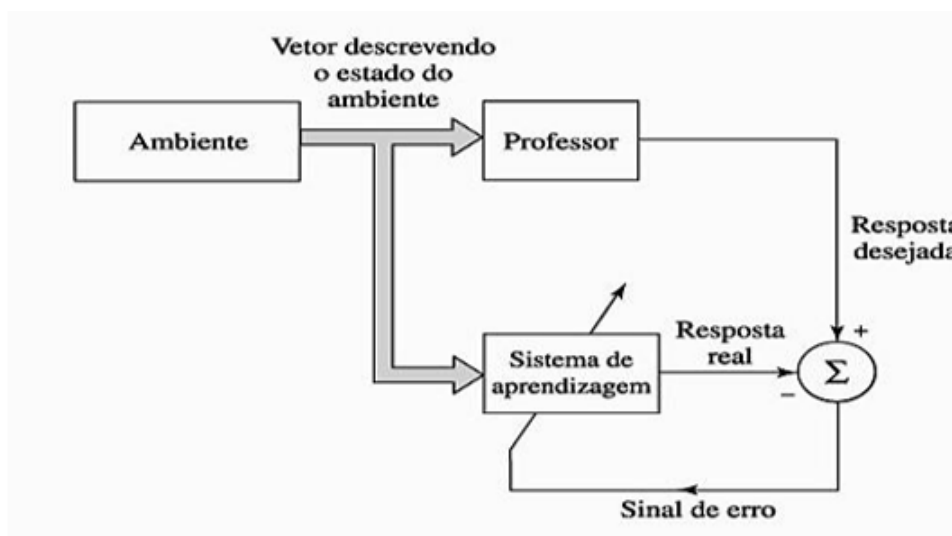 Vetor descrevendo
o estado do
ambiente
Ambiente
Professor
Resposta
desejada
Resposta
real
+
Sistema de
aprendizagem
Σ
−
Sinal de erro